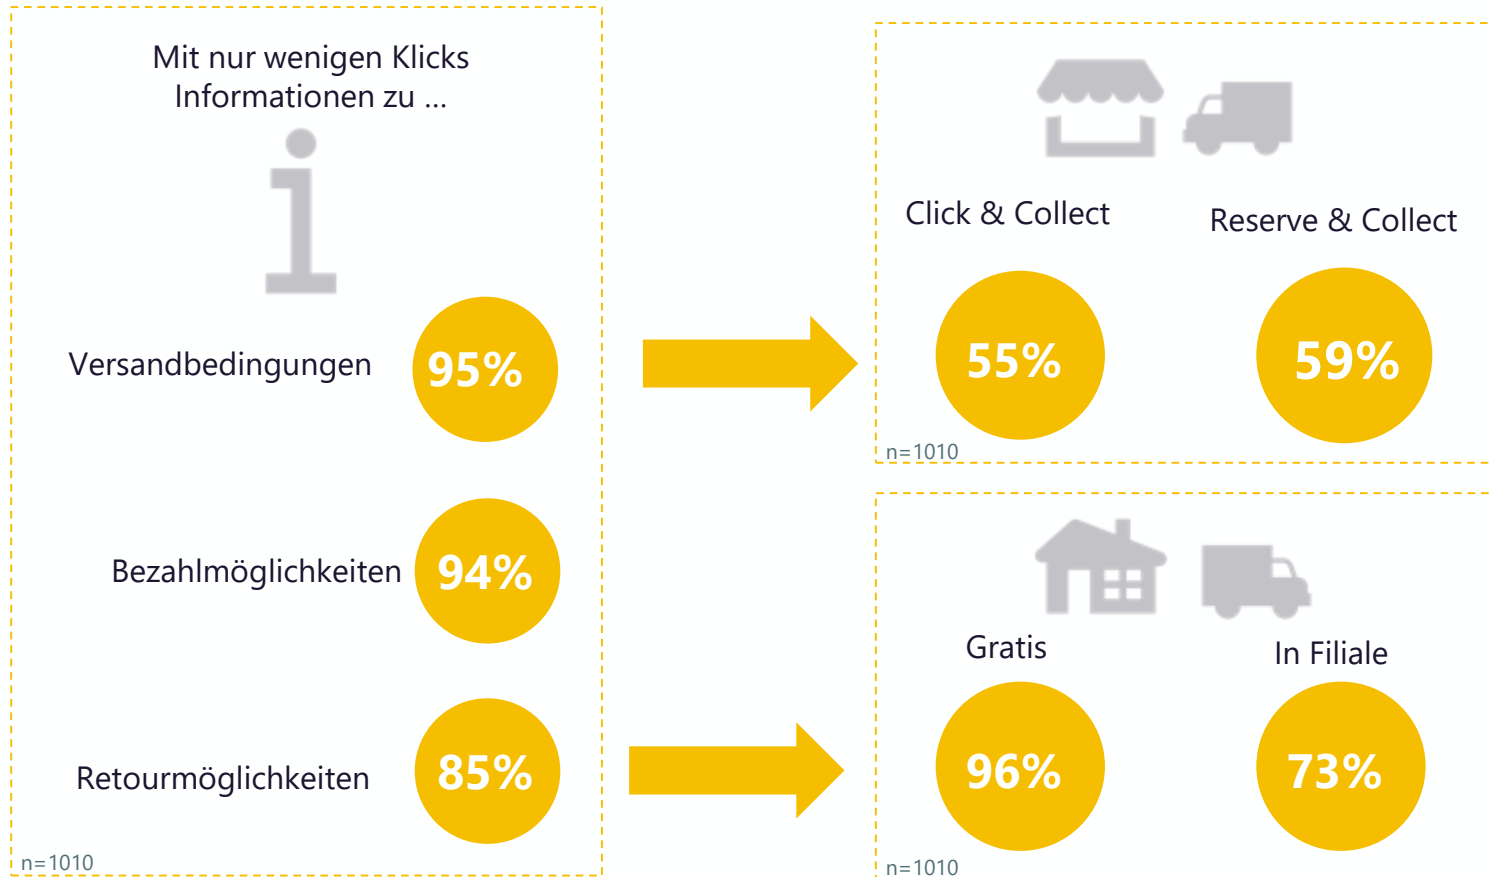 Mit nur wenigen Klicks
Informationen zu ...
Versandbedingungen
95%
Bezahlmöglichkeiten
94%
Retourmöglichkeiten
85%
n=1010
Click & Collect
Reserve & Collect
55%
59%
n=1010
Gratis
In Filiale
96%
73%
n=1010